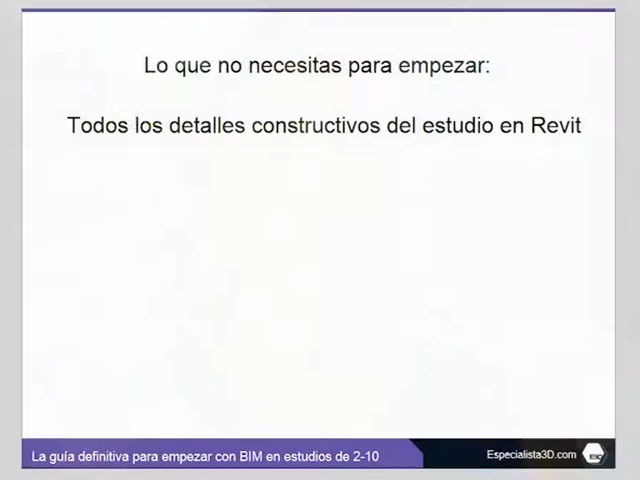 Lo que no necesitas para empezar:
Todos los detalles constructivos del estudio en Revit
La guía definitiva para empezar con BIM en estudios de 2-10
Especialista3D.com